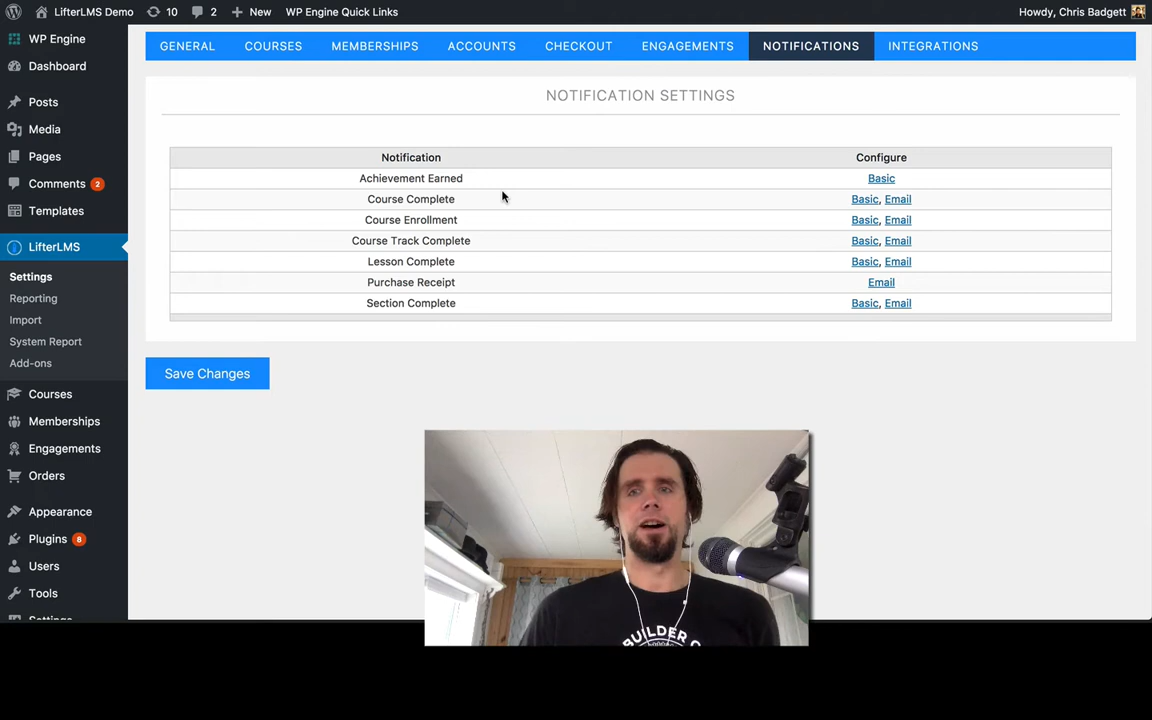 LifterLMS Demo 10 2 New WP Engine Quick Links Howdy, Chris Badgett
WP Engine
Dashboard
Posts
Media
Pages
Comments 2
Templates
LifterLMS
Settings
Reporting
Import
System Report
Add-ons
Courses
Memberships
Engagements
Orders
Appearance
Plugins 8
Users
Tools
Settings
GENERAL COURSES MEMBERSHIPS ACCOUNTS CHECKOUT ENGAGEMENTS NOTIFICATIONS INTEGRATIONS
NOTIFICATION SETTINGS
Notification Configure
Achievement Earned Basic
Course Complete Basic, Email
Course Enrollment Basic, Email
Course Track Complete Basic, Email
Lesson Complete Basic, Email
Purchase Receipt Email
Section Complete Basic, Email
Save Changes
BUILDER